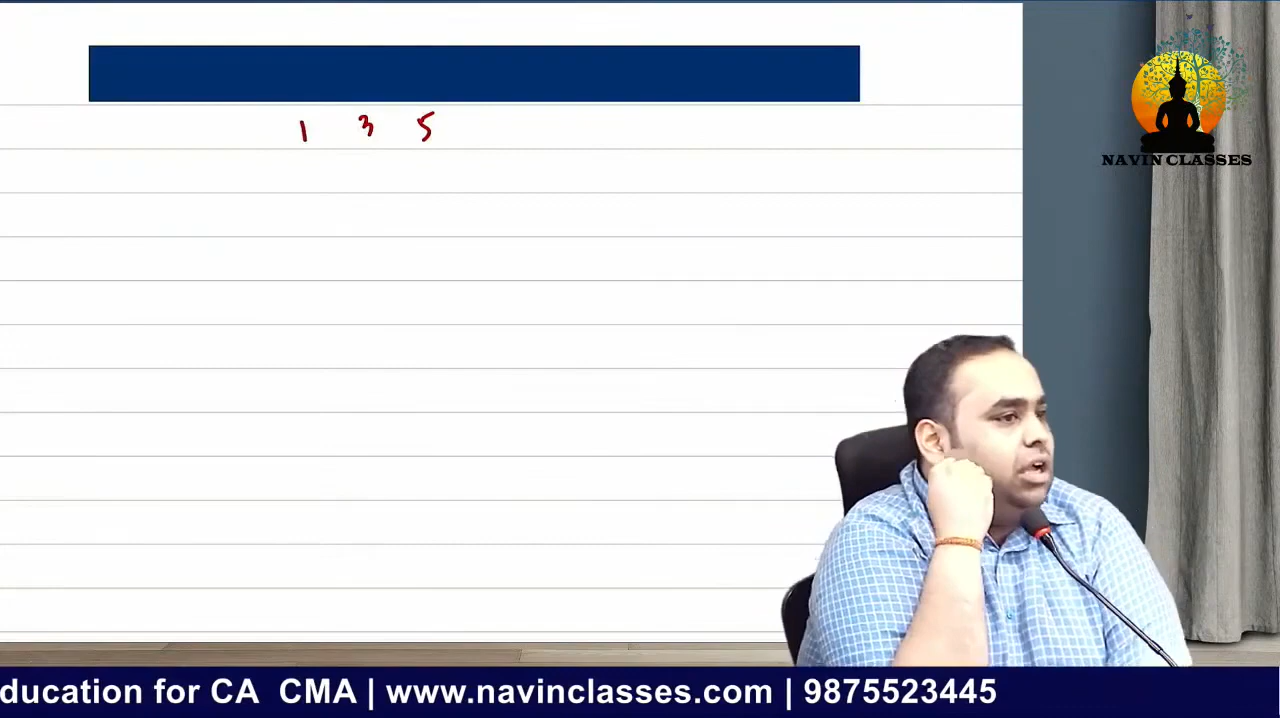 1 3 5
NAVIN CLASSES
ducation for CA CMA | www.navinclasses.com | 9875523445